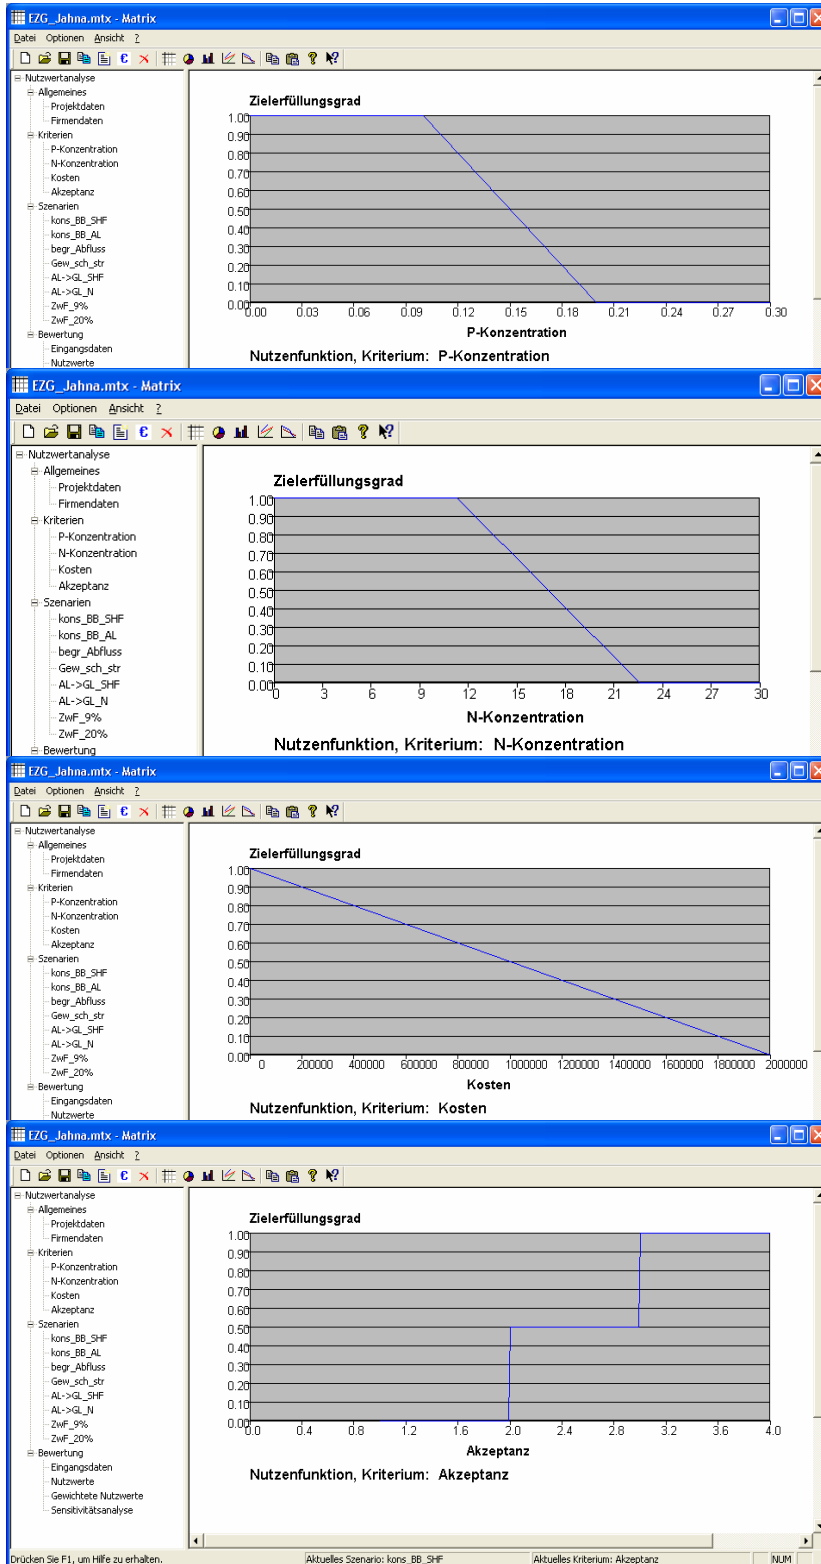 EZG_Jahna.mtx - Matrix
Datei Optionen Ansicht ?
Nutzwertanalyse
Allgemeines
Projektdaten
Firmendaten
Kriterien
P-Konzentration
N-Konzentration
Kosten
Akzeptanz
Szenarien
kons_BB_SHF
kons_BB_AL
begr_Abfluss
Gew_sch_str
AL->GL_SHF
AL->GL_N
ZwF_9%
ZwF_20%
Bewertung
Eingangsdaten
Nutzwerte
Zielerfüllungsgrad
1.00
0.90
0.80
0.70
0.60
0.50
0.40
0.30
0.20
0.10
0.00
0.00 0.03 0.06 0.09 0.12 0.15 0.18 0.21 0.24 0.27 0.30
P-Konzentration
Nutzenfunktion, Kriterium: P-Konzentration
EZG_Jahna.mtx - Matrix
Datei Optionen Ansicht ?
Nutzwertanalyse
Allgemeines
Projektdaten
Firmendaten
Kriterien
P-Konzentration
N-Konzentration
Kosten
Akzeptanz
Szenarien
kons_BB_SHF
kons_BB_AL
begr_Abfluss
Gew_sch_str
AL->GL_SHF
AL->GL_N
ZwF_9%
ZwF_20%
Bewertung
Zielerfüllungsgrad
1.00
0.90
0.80
0.70
0.60
0.50
0.40
0.30
0.20
0.10
0.00
0 3 6 9 12 15 18 21 24 27 30
N-Konzentration
Nutzenfunktion, Kriterium: N-Konzentration
EZG_Jahna.mtx - Matrix
Datei Optionen Ansicht ?
Nutzwertanalyse
Allgemeines
Projektdaten
Firmendaten
Kriterien
P-Konzentration
N-Konzentration
Kosten
Akzeptanz
Szenarien
kons_BB_SHF
kons_BB_AL
begr_Abfluss
Gew_sch_str
AL->GL_SHF
AL->GL_N
ZwF_9%
ZwF_20%
Bewertung
Eingangsdaten
Nutzwerte
Zielerfüllungsgrad
1.00
0.90
0.80
0.70
0.60
0.50
0.40
0.30
0.20
0.10
0.00
0 200000 400000 600000 800000 1000000 1200000 1400000 1600000 1800000 2000000
Kosten
Nutzenfunktion, Kriterium: Kosten
EZG_Jahna.mtx - Matrix
Datei Optionen Ansicht ?
Nutzwertanalyse
Allgemeines
Projektdaten
Firmendaten
Kriterien
P-Konzentration
N-Konzentration
Kosten
Akzeptanz
Szenarien
kons_BB_SHF
kons_BB_AL
begr_Abfluss
Gew_sch_str
AL->GL_SHF
AL->GL_N
ZwF_9%
ZwF_20%
Bewertung
Eingangsdaten
Nutzwerte
Gewichtete Nutzwerte
Sensitivitätsanalyse
Zielerfüllungsgrad
1.00
0.90
0.80
0.70
0.60
0.50
0.40
0.30
0.20
0.10
0.00
0.0 0.4 0.8 1.2 1.6 2.0 2.4 2.8 3.2 3.6 4.0
Akzeptanz
Nutzenfunktion, Kriterium: Akzeptanz
Drücken Sie F1, um Hilfe zu erhalten. Aktuelles Szenario: kons_BB_SHF Aktuelles Kriterium: Akzeptanz NUM